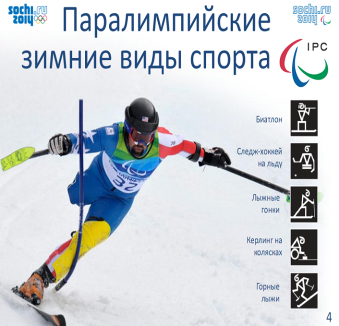 sochi.ru
2014
sochi.ru
2014
Паралимпийские
зимние виды спорта
IPC
Биатлон
Следж-хоккей
на льду
Лыжные
гонки
Керлинг на
колясках
Горные
лыжи
32
4